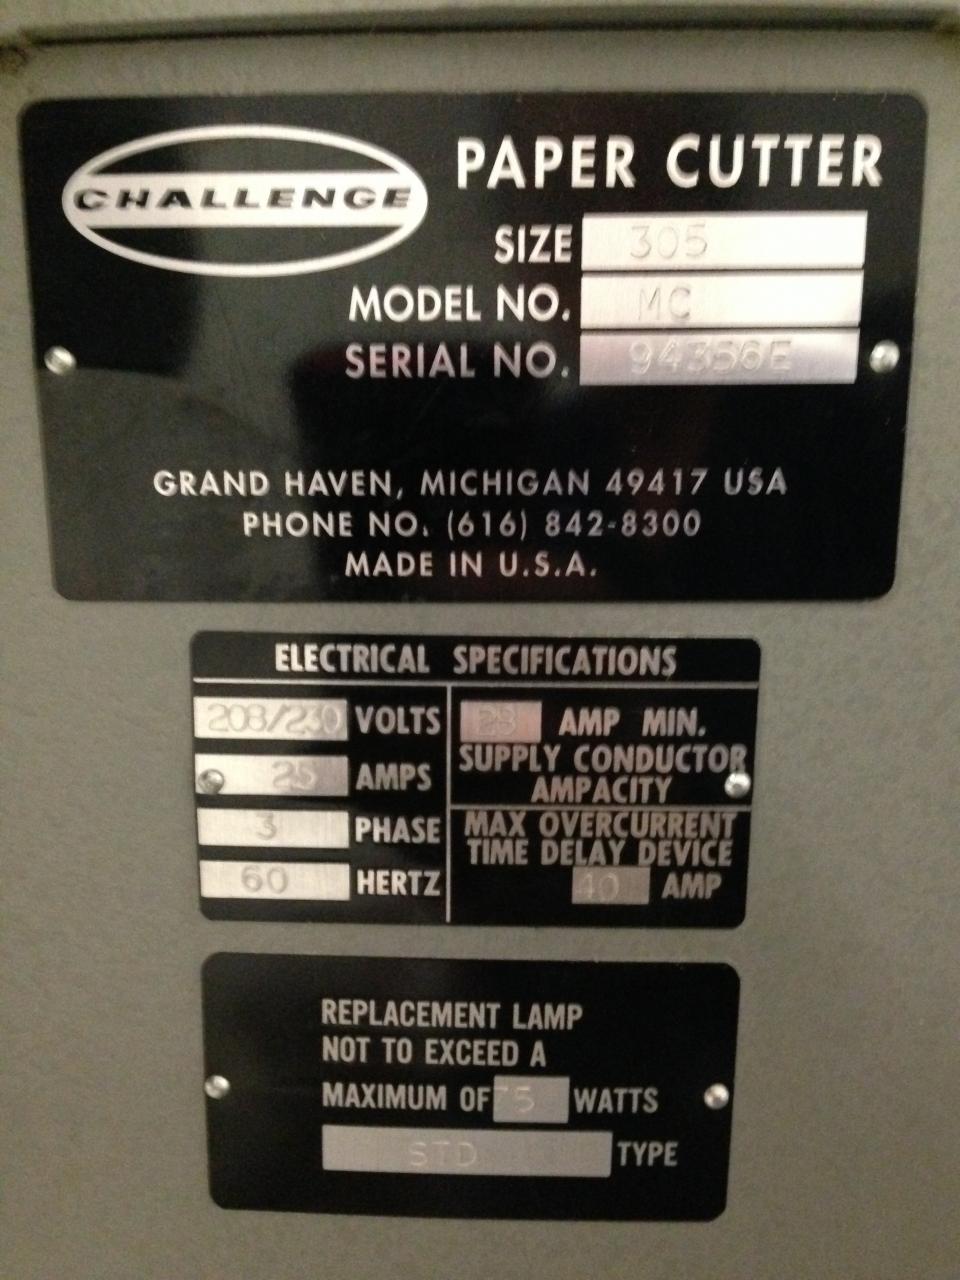 CHALLENGE
PAPER CUTTER
SIZE 305
MODEL NO. MC
SERIAL NO. 94356E
GRAND HAVEN, MICHIGAN 49417 USA
PHONE NO. (616) 842-8300
MADE IN U.S.A.
ELECTRICAL SPECIFICATIONS
208/230 VOLTS
25 AMPS
3 PHASE
60 HERTZ
28 AMP MIN.
SUPPLY CONDUCTOR
AMPACITY
MAX OVERCURRENT
TIME DELAY DEVICE
40 AMP
REPLACEMENT LAMP
NOT TO EXCEED A
MAXIMUM OF 75 WATTS
STD TYPE